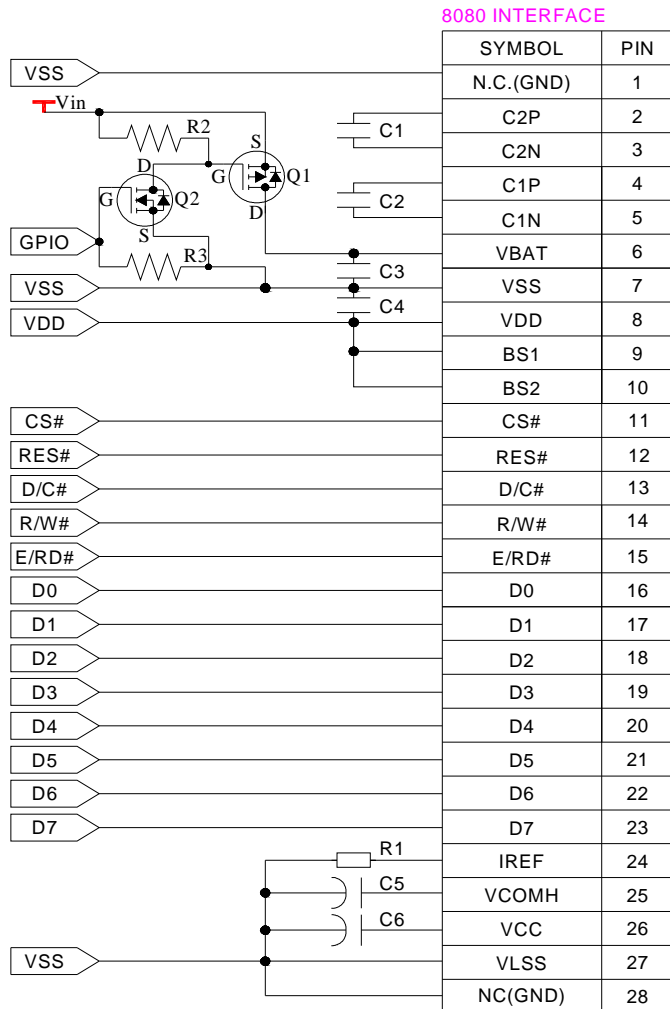 8080 INTERFACE
SYMBOL PIN
VSS N.C.(GND) 1
Vin
R2 C1 C2P 2
S
C2N 3
D G Q1 C1P 4
G Q2 C2 D
C1N 5
GPIO S R3 VBAT 6
C3
VSS VSS 7
C4
VDD VDD 8
BS1 9
BS2 10
CS# CS# 11
RES# RES# 12
D/C# D/C# 13
R/W# R/W# 14
E/RD# E/RD# 15
D0 D0 16
D1 D1 17
D2 D2 18
D3 D3 19
D4 D4 20
D5 D5 21
D6 D6 22
D7 D7 23
R1 IREF 24
C5 VCOMH 25
C6 VCC 26
VSS VLSS 27
NC(GND) 28